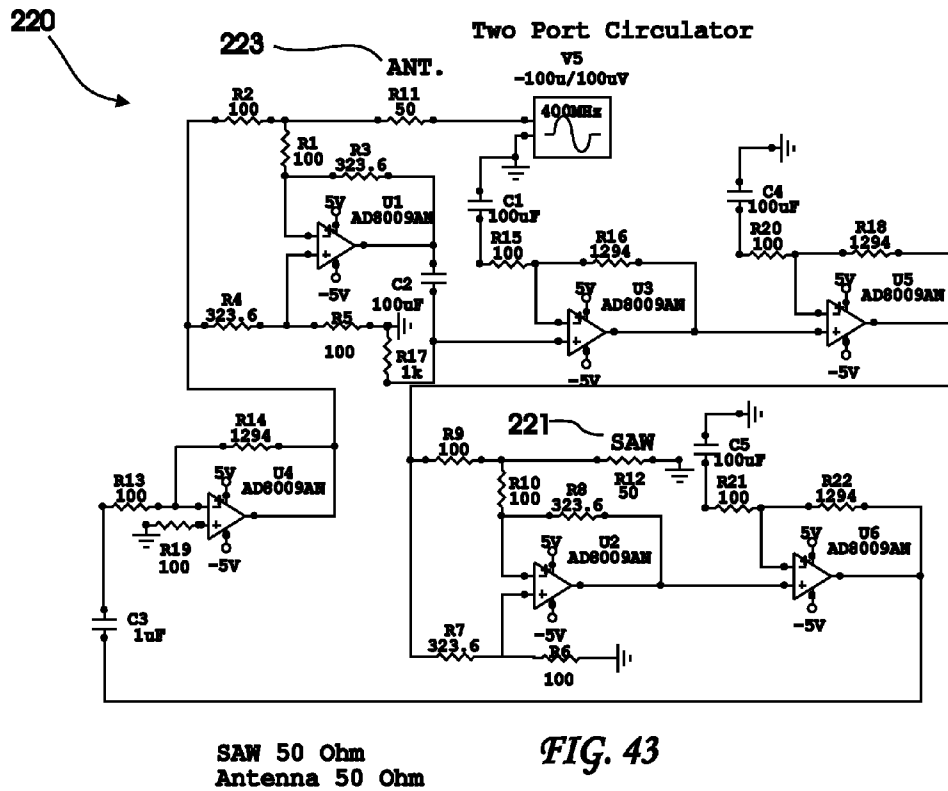 220
223
Two Port Circulator
ANT.
V5
-100u/100uV
400MHz
R2
100
R11
50
R1
100
R3
323.6
5V
U1
AD8009AN
-5V
R4
323.6
R5
100
C2
100uF
R17
1k
C1
100uF
R15
100
R16
1294
5V
U3
AD8009AN
-5V
C4
100uF
R20
100
R18
1294
5V
U5
AD8009AN
-5V
R14
1294
R13
100
5V
U4
AD8009AN
R19
100
-5V
C3
1uF
221
SAW
R9
100
R10
100
R12
50
R8
323.6
5V
U2
AD8009AN
-5V
R7
323.6
R6
100
C5
100uF
R21
100
R22
1294
5V
U6
AD8009AN
-5V
SAW 50 Ohm
Antenna 50 Ohm
FIG. 43